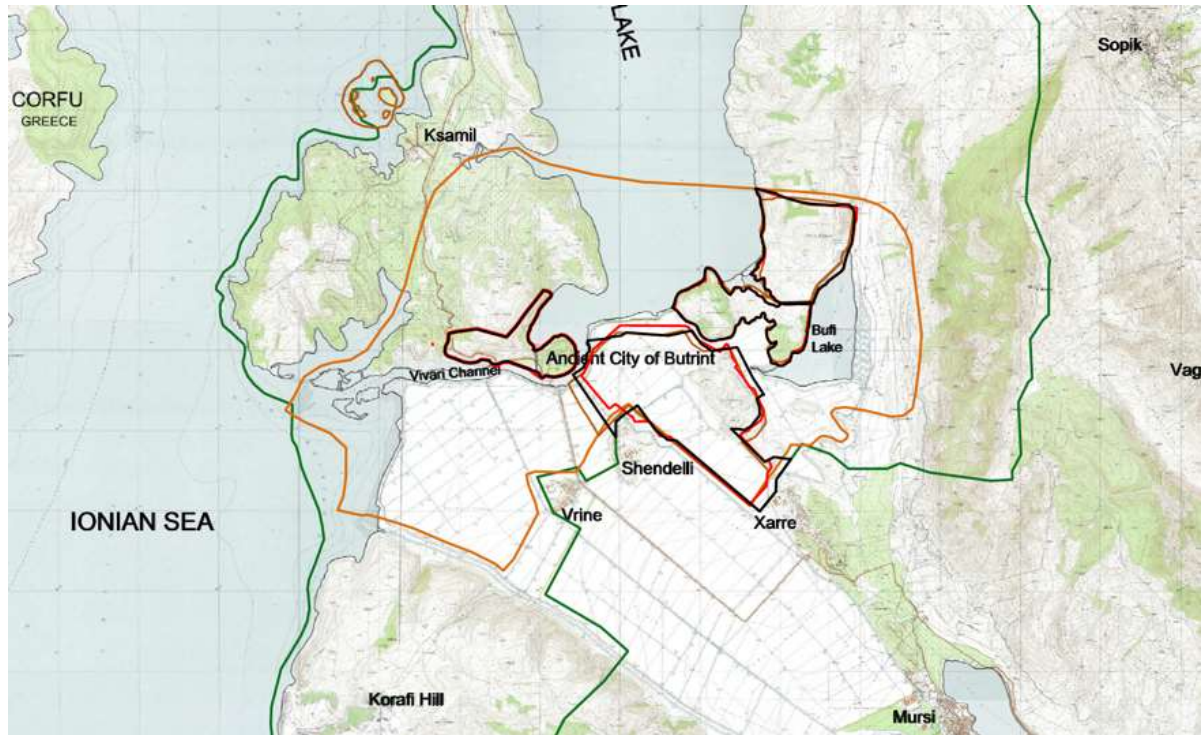 LAKE
Sopik
CORFU
GREECE
Ksamil
Bufi
Lake
Ancient City of Butrint
Vivari Channel
Vag
Shendelli
IONIAN SEA
Vrine
Xarre
Korafi Hill
Mursi